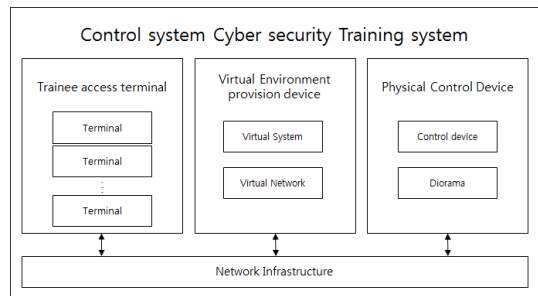 Control system Cyber security Training system
Trainee access terminal
Terminal
Terminal
Terminal
Virtual Environment
provision device
Virtual System
Virtual Network
Physical Control Device
Control device
Diorama
Network Infrastructure